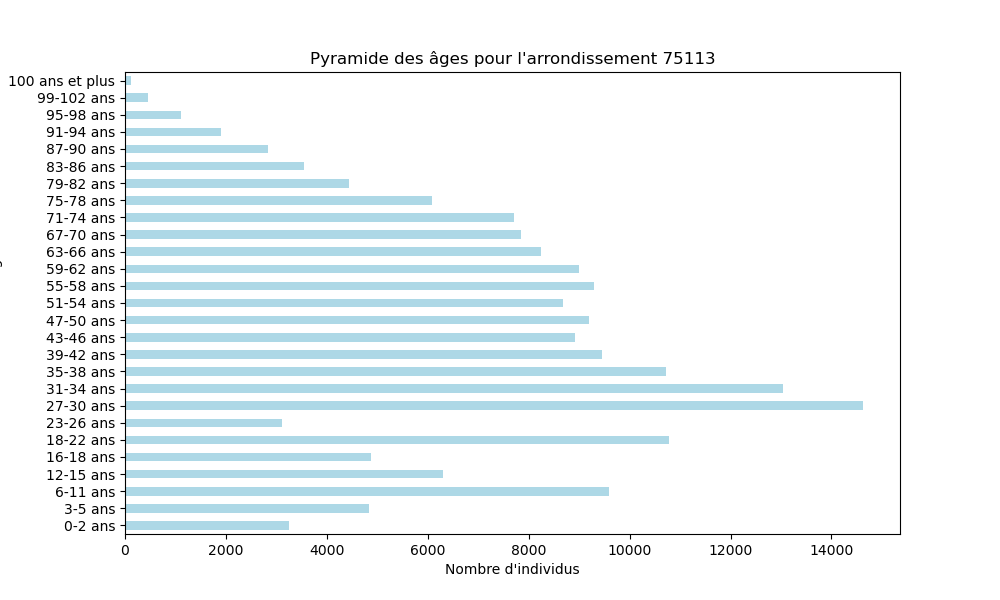 Pyramide des âges pour l'arrondissement 75113
100 ans et plus
99-102 ans
95-98 ans
91-94 ans
87-90 ans
83-86 ans
79-82 ans
75-78 ans
71-74 ans
67-70 ans
63-66 ans
59-62 ans
55-58 ans
51-54 ans
47-50 ans
43-46 ans
39-42 ans
35-38 ans
31-34 ans
27-30 ans
23-26 ans
18-22 ans
16-18 ans
12-15 ans
6-11 ans
3-5 ans
0-2 ans
0 2000 4000 6000 8000 10000 12000 14000
Nombre d'individus